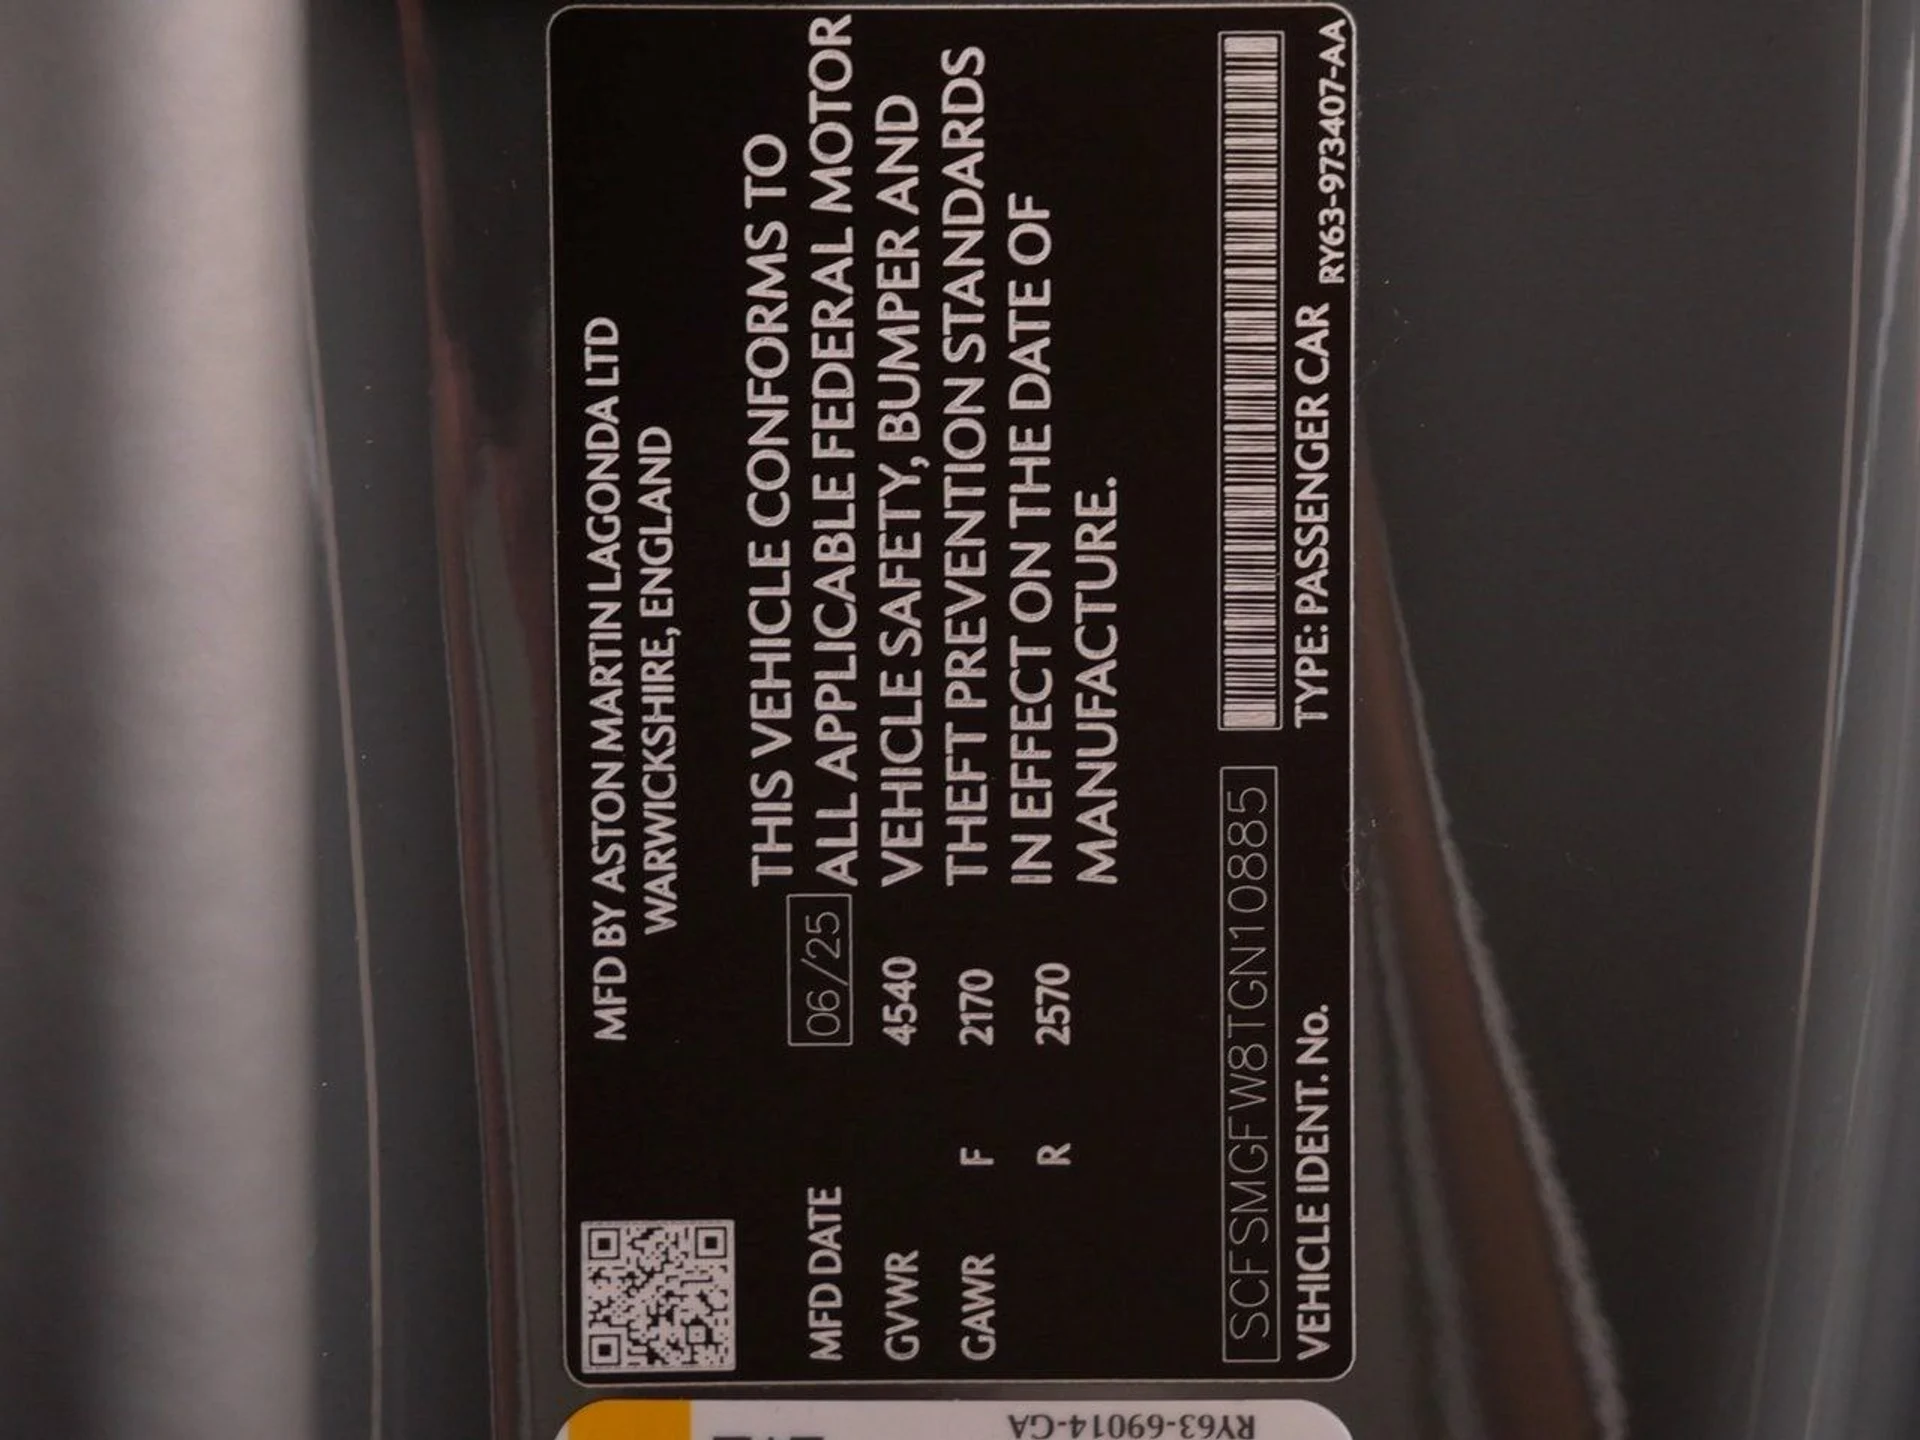 MFD BY ASTON MARTIN LAGONDA LTD
WARWICKSHIRE, ENGLAND
THIS VEHICLE CONFORMS TO
ALL APPLICABLE FEDERAL MOTOR
VEHICLE SAFETY, BUMPER AND
THEFT PREVENTION STANDARDS
IN EFFECT ON THE DATE OF
MANUFACTURE.
MFD DATE 06/25
GVWR 4540
GAWR F 2170
R 2570
SCFSMGFW8TGN10885
VEHICLE IDENT. No.
TYPE: PASSENGER CAR
RY63-973407-AA
RY63-69014-CA